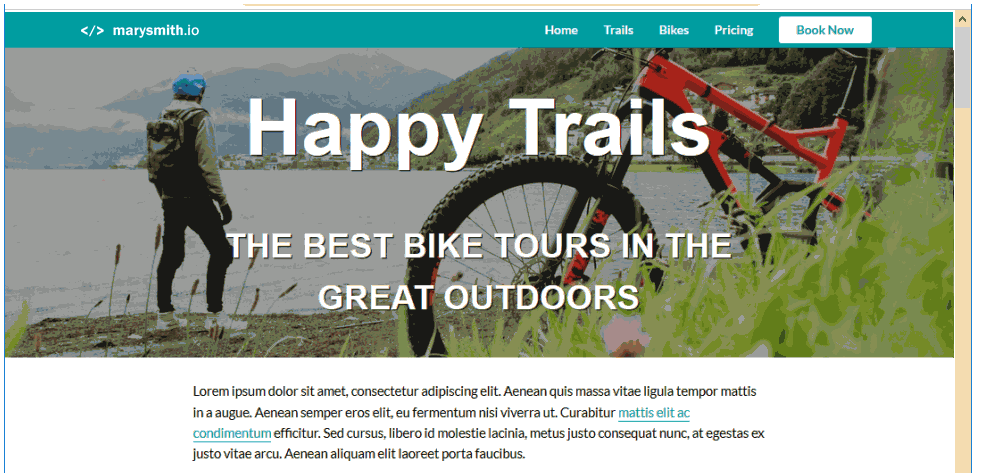 </> marysmith.io Home Trails Bikes Pricing Book Now
Happy Trails
THE BEST BIKE TOURS IN THE
GREAT OUTDOORS
Lorem ipsum dolor sit amet, consectetur adipiscing elit. Aenean quis massa vitae ligula tempor mattis
in a augue. Aenean semper eros elit, eu fermentum nisi viverra ut. Curabitur mattis elit ac
condimentum efficitur. Sed cursus, libero id molestie lacinia, metus justo consequat nunc, at egestas ex
justo vitae arcu. Aenean aliquam elit laoreet porta faucibus.